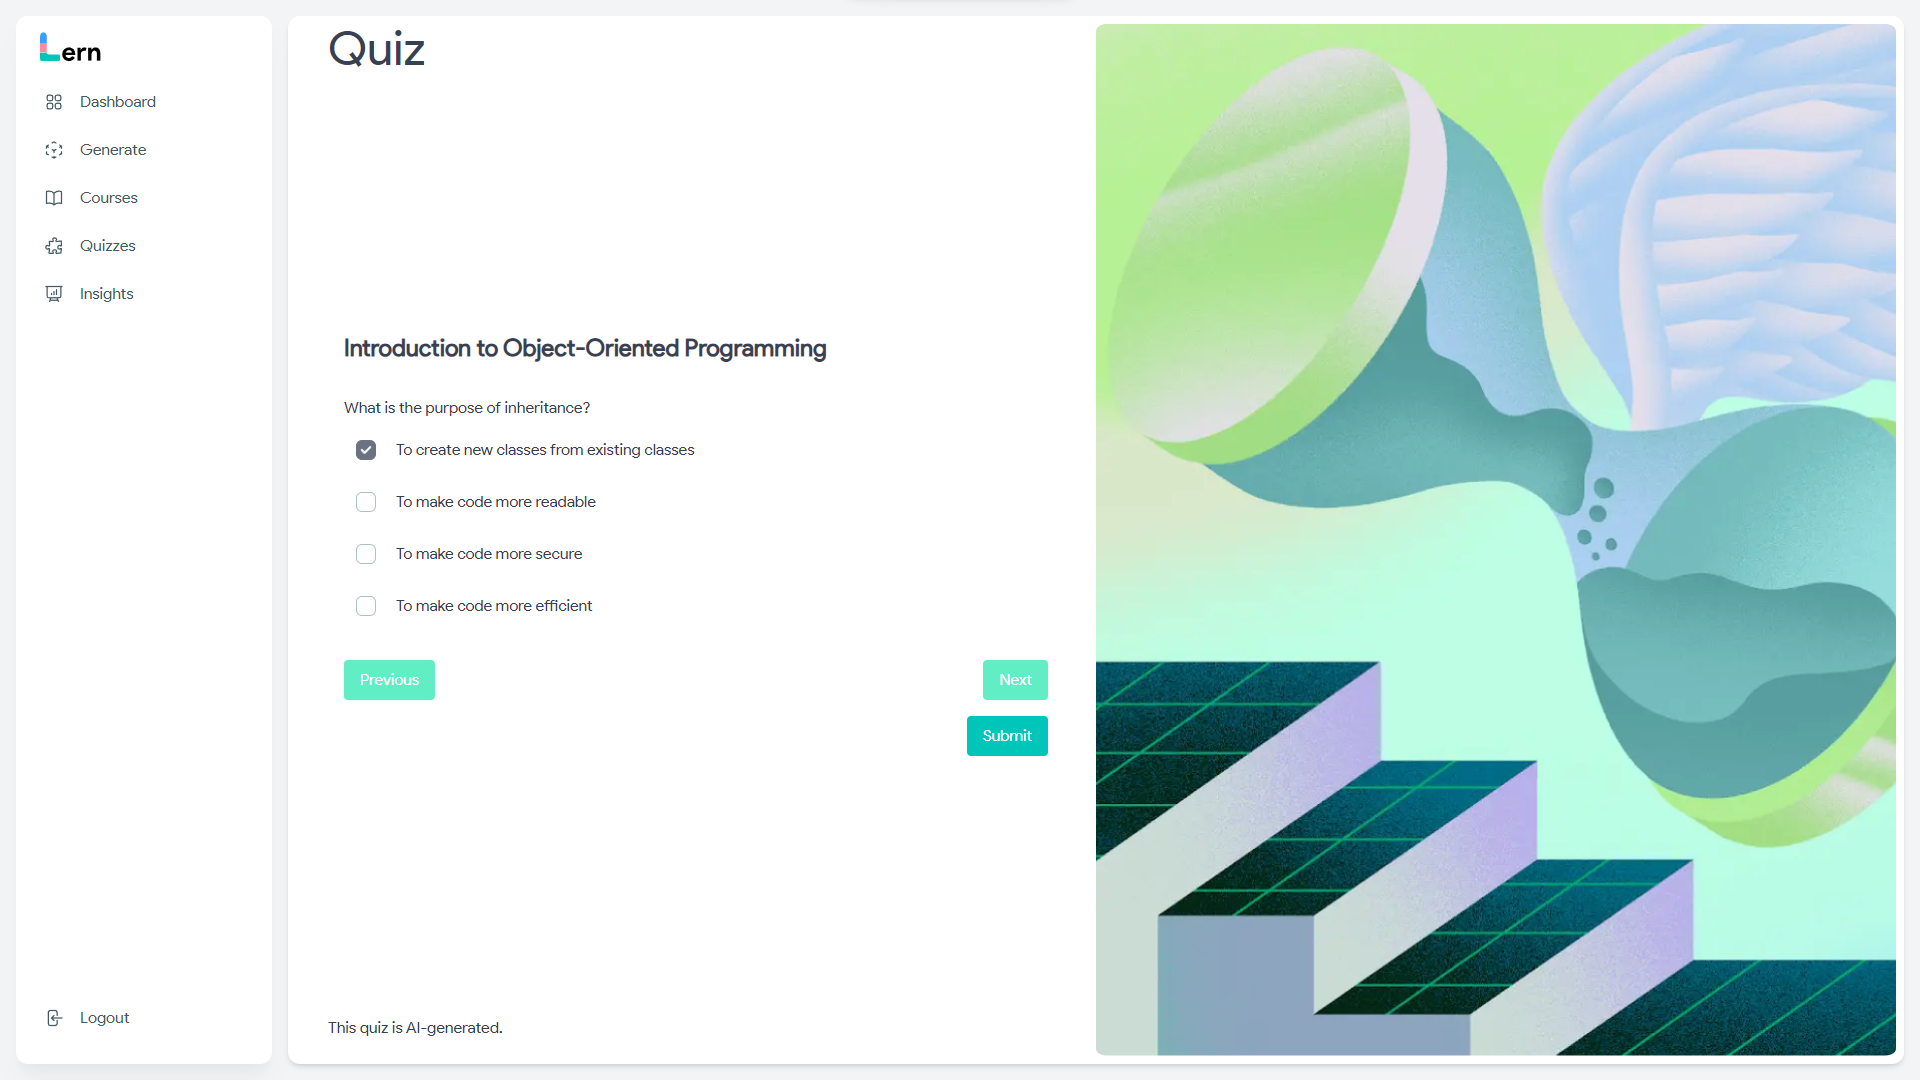 Lern
Dashboard
Generate
Courses
Quizzes
Insights
Logout
Quiz
Introduction to Object-Oriented Programming
What is the purpose of inheritance?
To create new classes from existing classes
To make code more readable
To make code more secure
To make code more efficient
Previous
Next
Submit
This quiz is AI-generated.